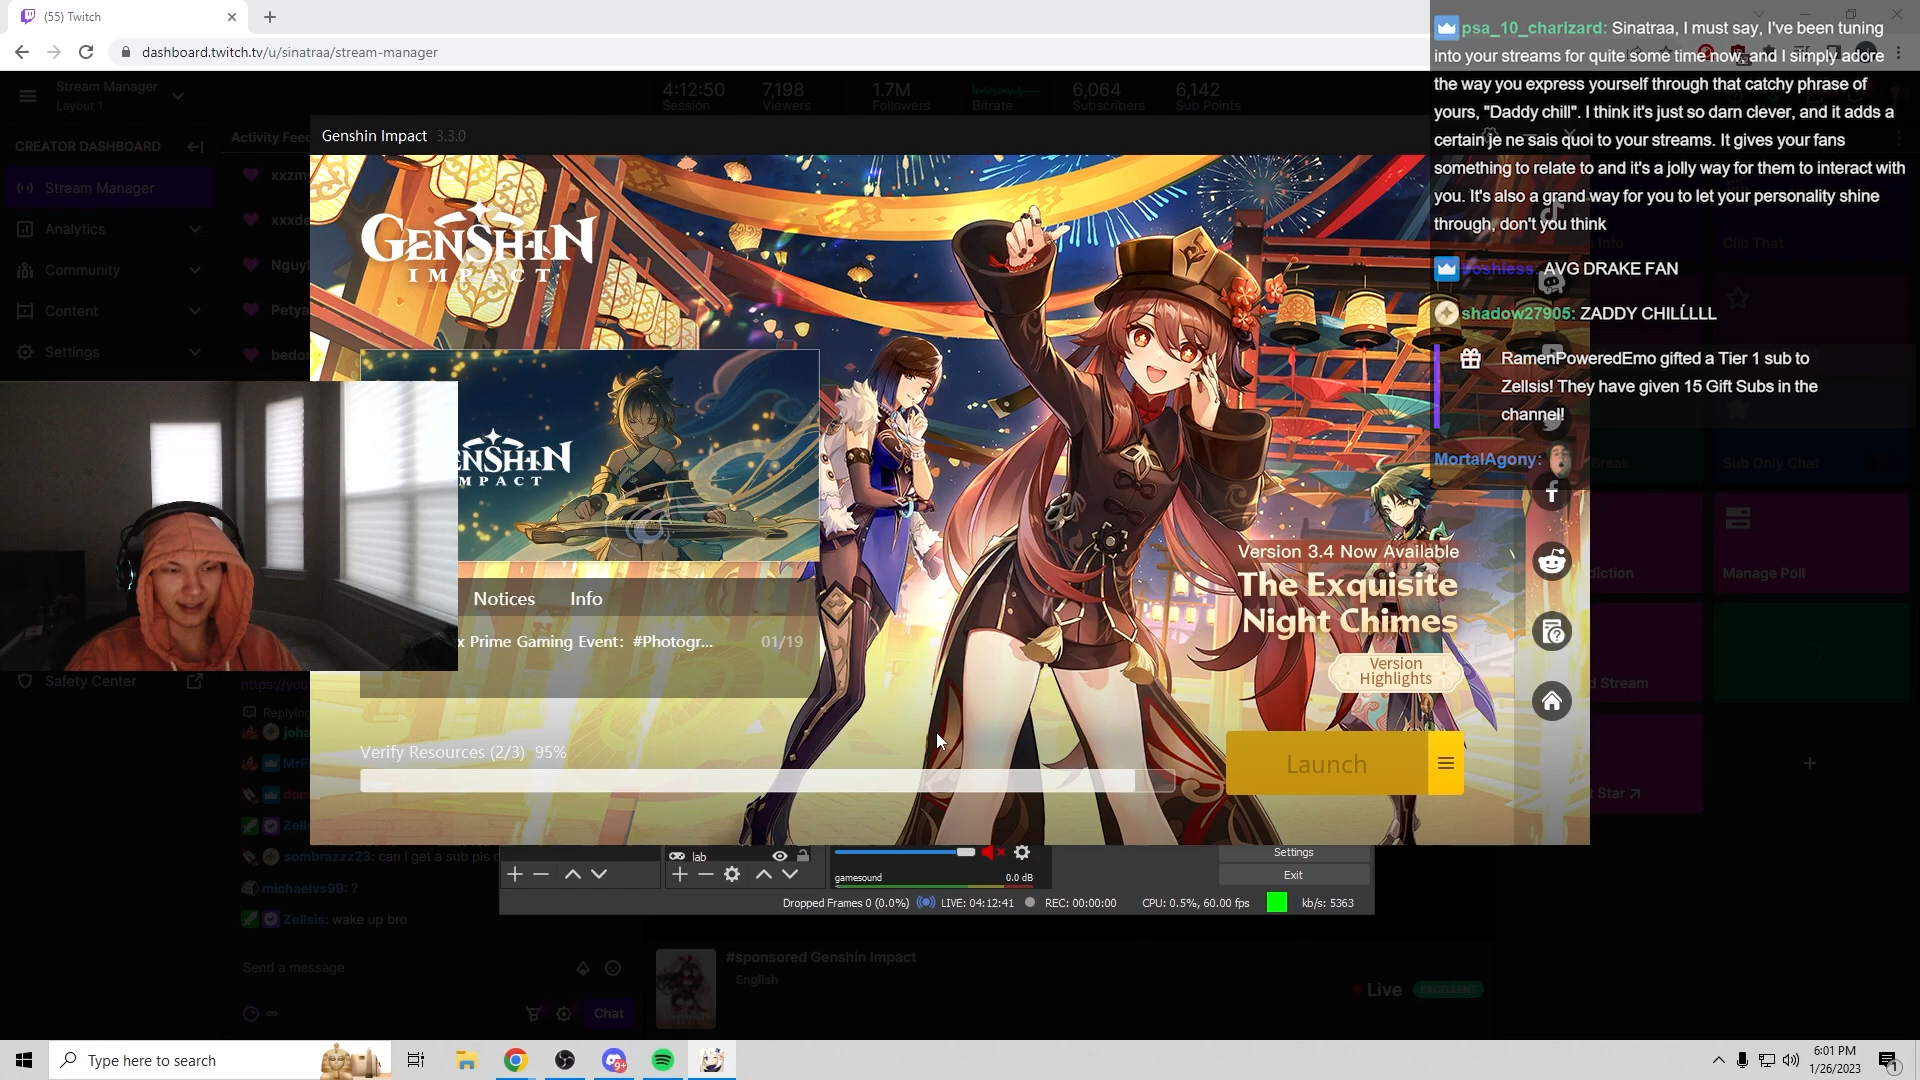 (55) Twitch
dashboard.twitch.tv/u/sinatraa/stream-manager
Stream Manager
Layout 1
4:12:50
Session
7,198
Viewers
1.7M
Followers
Bitrate
6,064
Subscribers
6,142
Sub Points
CREATOR DASHBOARD
Activity Feed
Stream Manager
Analytics
Community
Content
Settings
Safety Center
Genshin Impact 3.3.0
GENSHIN
IMPACT
Notices Info
x Prime Gaming Event: #Photogr... 01/19
Verify Resources (2/3) 95%
Version 3.4 Now Available
The Exquisite
Night Chimes
Version
Highlights
Launch
psa_10_charizard: Sinatraa, I must say, I've been tuning
into your streams for quite some time now, and I simply adore
the way you express yourself through that catchy phrase of
yours, "Daddy chill". I think it's just so darn clever, and it adds a
certain je ne sais quoi to your streams. It gives your fans
something to relate to and it's a jolly way for them to interact with
you. It's also a grand way for you to let your personality shine
through, don't you think
AVG DRAKE FAN
shadow27905: ZADDY CHILĹLLL
RamenPoweredEmo gifted a Tier 1 sub to
Zellsis! They have given 15 Gift Subs in the
channel!
MortalAgony:
Clip That
Sub Only Chat
Manage Poll
sombrazzz23: can i get a sub pls
michaelvs99: ?
Zellsis: wake up bro
Send a message
Chat
lab
gamesound
0.0 dB
Settings
Exit
Dropped Frames 0 (0.0%) LIVE: 04:12:41 REC: 00:00:00 CPU: 0.5%, 60.00 fps kb/s: 5363
#sponsored Genshin Impact
English
Live
EXCELLENT
Type here to search
6:01 PM
1/26/2023